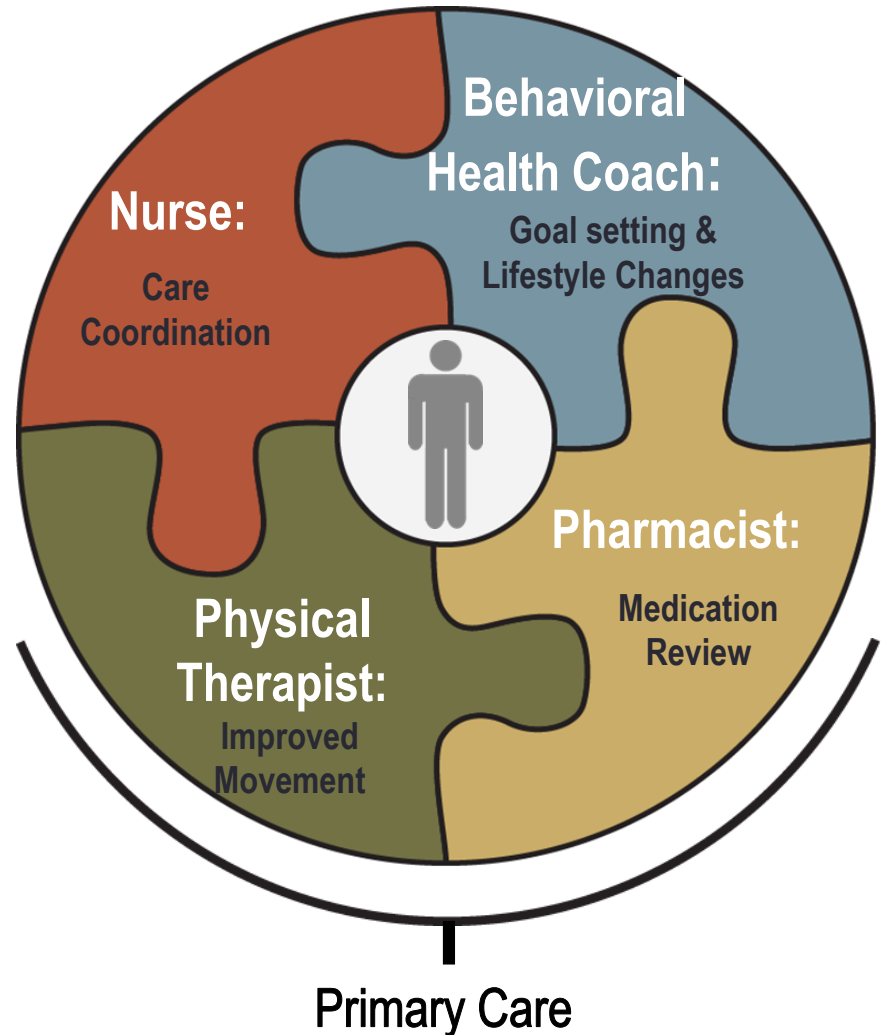 Nurse:
Care
Coordination
Behavioral
Health Coach:
Goal setting &
Lifestyle Changes
Physical
Therapist:
Improved
Movement
Pharmacist:
Medication
Review
Primary Care